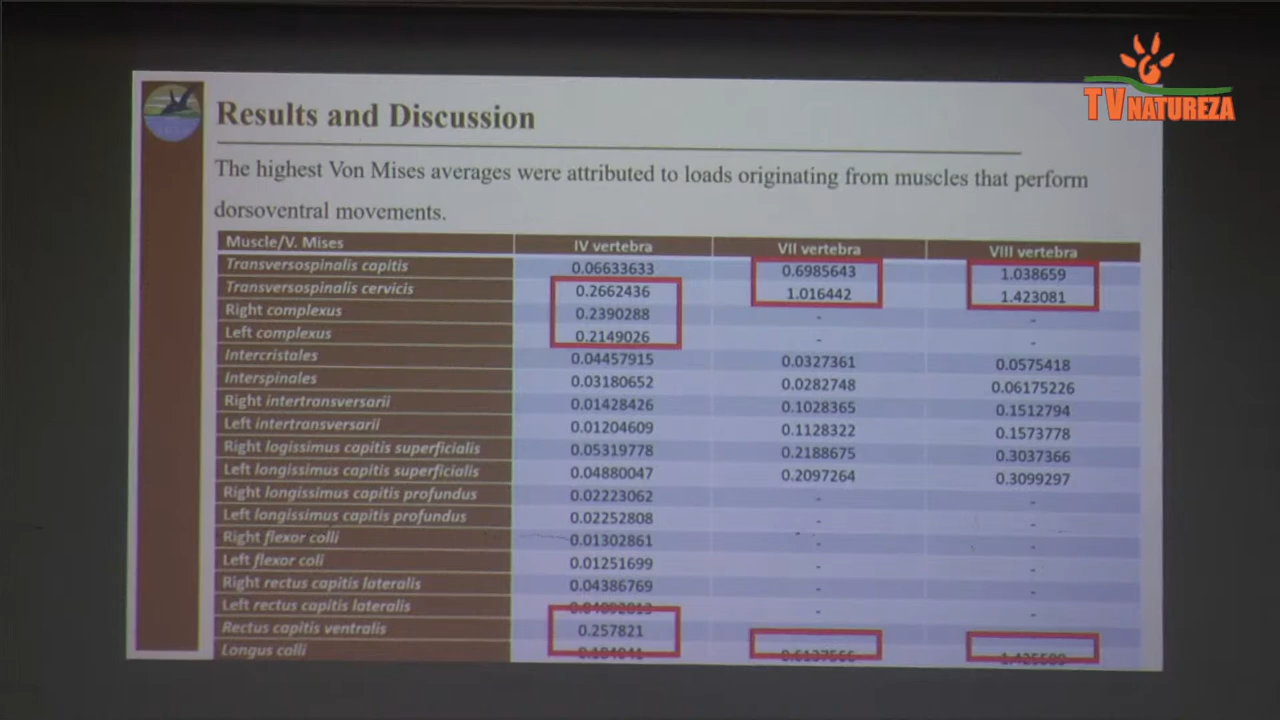 TV NATUREZA
Results and Discussion
The highest Von Mises averages were attributed to loads originating from muscles that perform
dorsoventral movements.
Muscle/V. Mises IV vertebra VII vertebra VIII vertebra
Transversospinalis capitis 0.06633633 0.6985643 1.038659
Transversospinalis cervicis 0.2662436 1.016442 1.423081
Right complexus 0.2390288 - -
Left complexus 0.2149026 - -
Intercristales 0.04457915 0.0327361 0.0575418
Interspinales 0.03180652 0.0282748 0.06175226
Right intertransversarii 0.01428426 0.1028365 0.1512794
Left intertransversarii 0.01204609 0.1128322 0.1573778
Right logissimus capitis superficialis 0.05319778 0.2188675 0.3037366
Left longissimus capitis superficialis 0.04880047 0.2097264 0.3099297
Right longissimus capitis profundus 0.02223062 - -
Left longissimus capitis profundus 0.02252808 - -
Right flexor colli 0.01302861 - -
Left flexor coli 0.01251699 - -
Right rectus capitis lateralis 0.04386769 - -
Left rectus capitis lateralis - -
Rectus capitis ventralis 0.257821
Longus colli